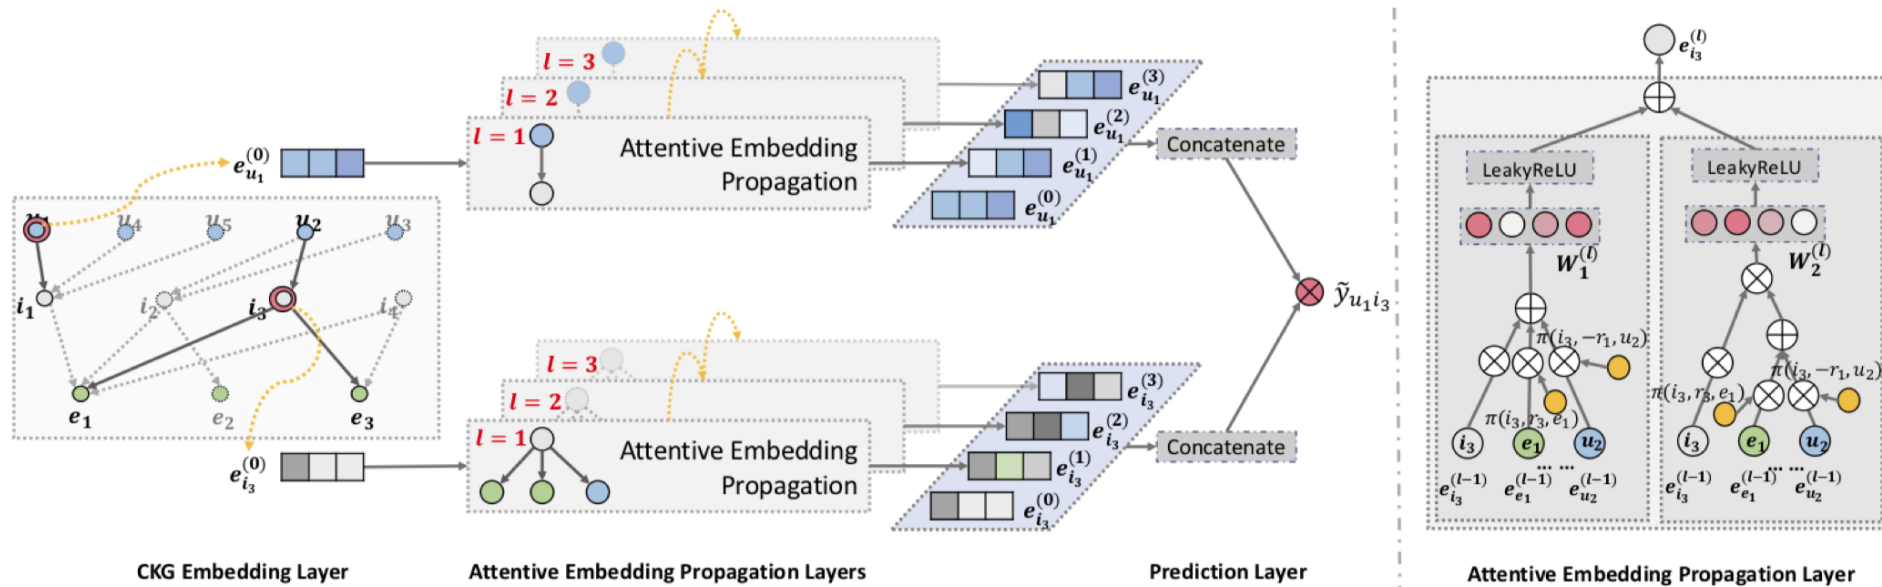 l = 3
l = 2
l = 1
Attentive Embedding
Propagation
e_{u_1}^{(0)}
e_{u_1}^{(3)}
e_{u_1}^{(2)}
e_{u_1}^{(1)}
e_{u_1}^{(0)}
Concatenate
u_1 u_4 u_5 u_2 u_3
i_1 i_2 i_3 i_4
e_1 e_2 e_3
e_{i_3}^{(0)}
l = 3
l = 2
l = 1
Attentive Embedding
Propagation
e_{i_3}^{(3)}
e_{i_3}^{(2)}
e_{i_3}^{(1)}
e_{i_3}^{(0)}
Concatenate
ỹ_{u_1 i_3}
CKG Embedding Layer
Attentive Embedding Propagation Layers
Prediction Layer
e_{i_3}^{(l)}
LeakyReLU
W_1^{(l)}
π(i_3, −r_1, u_2)
π(i_3, r_3, e_1)
i_3 e_1 u_2
... ...
e_{i_3}^{(l−1)} e_{e_1}^{(l−1)} e_{u_2}^{(l−1)}
LeakyReLU
W_2^{(l)}
π(i_3, −r_1, u_2)
π(i_3, r_3, e_1)
i_3 e_1 u_2
... ...
e_{i_3}^{(l−1)} e_{e_1}^{(l−1)} e_{u_2}^{(l−1)}
Attentive Embedding Propagation Layer